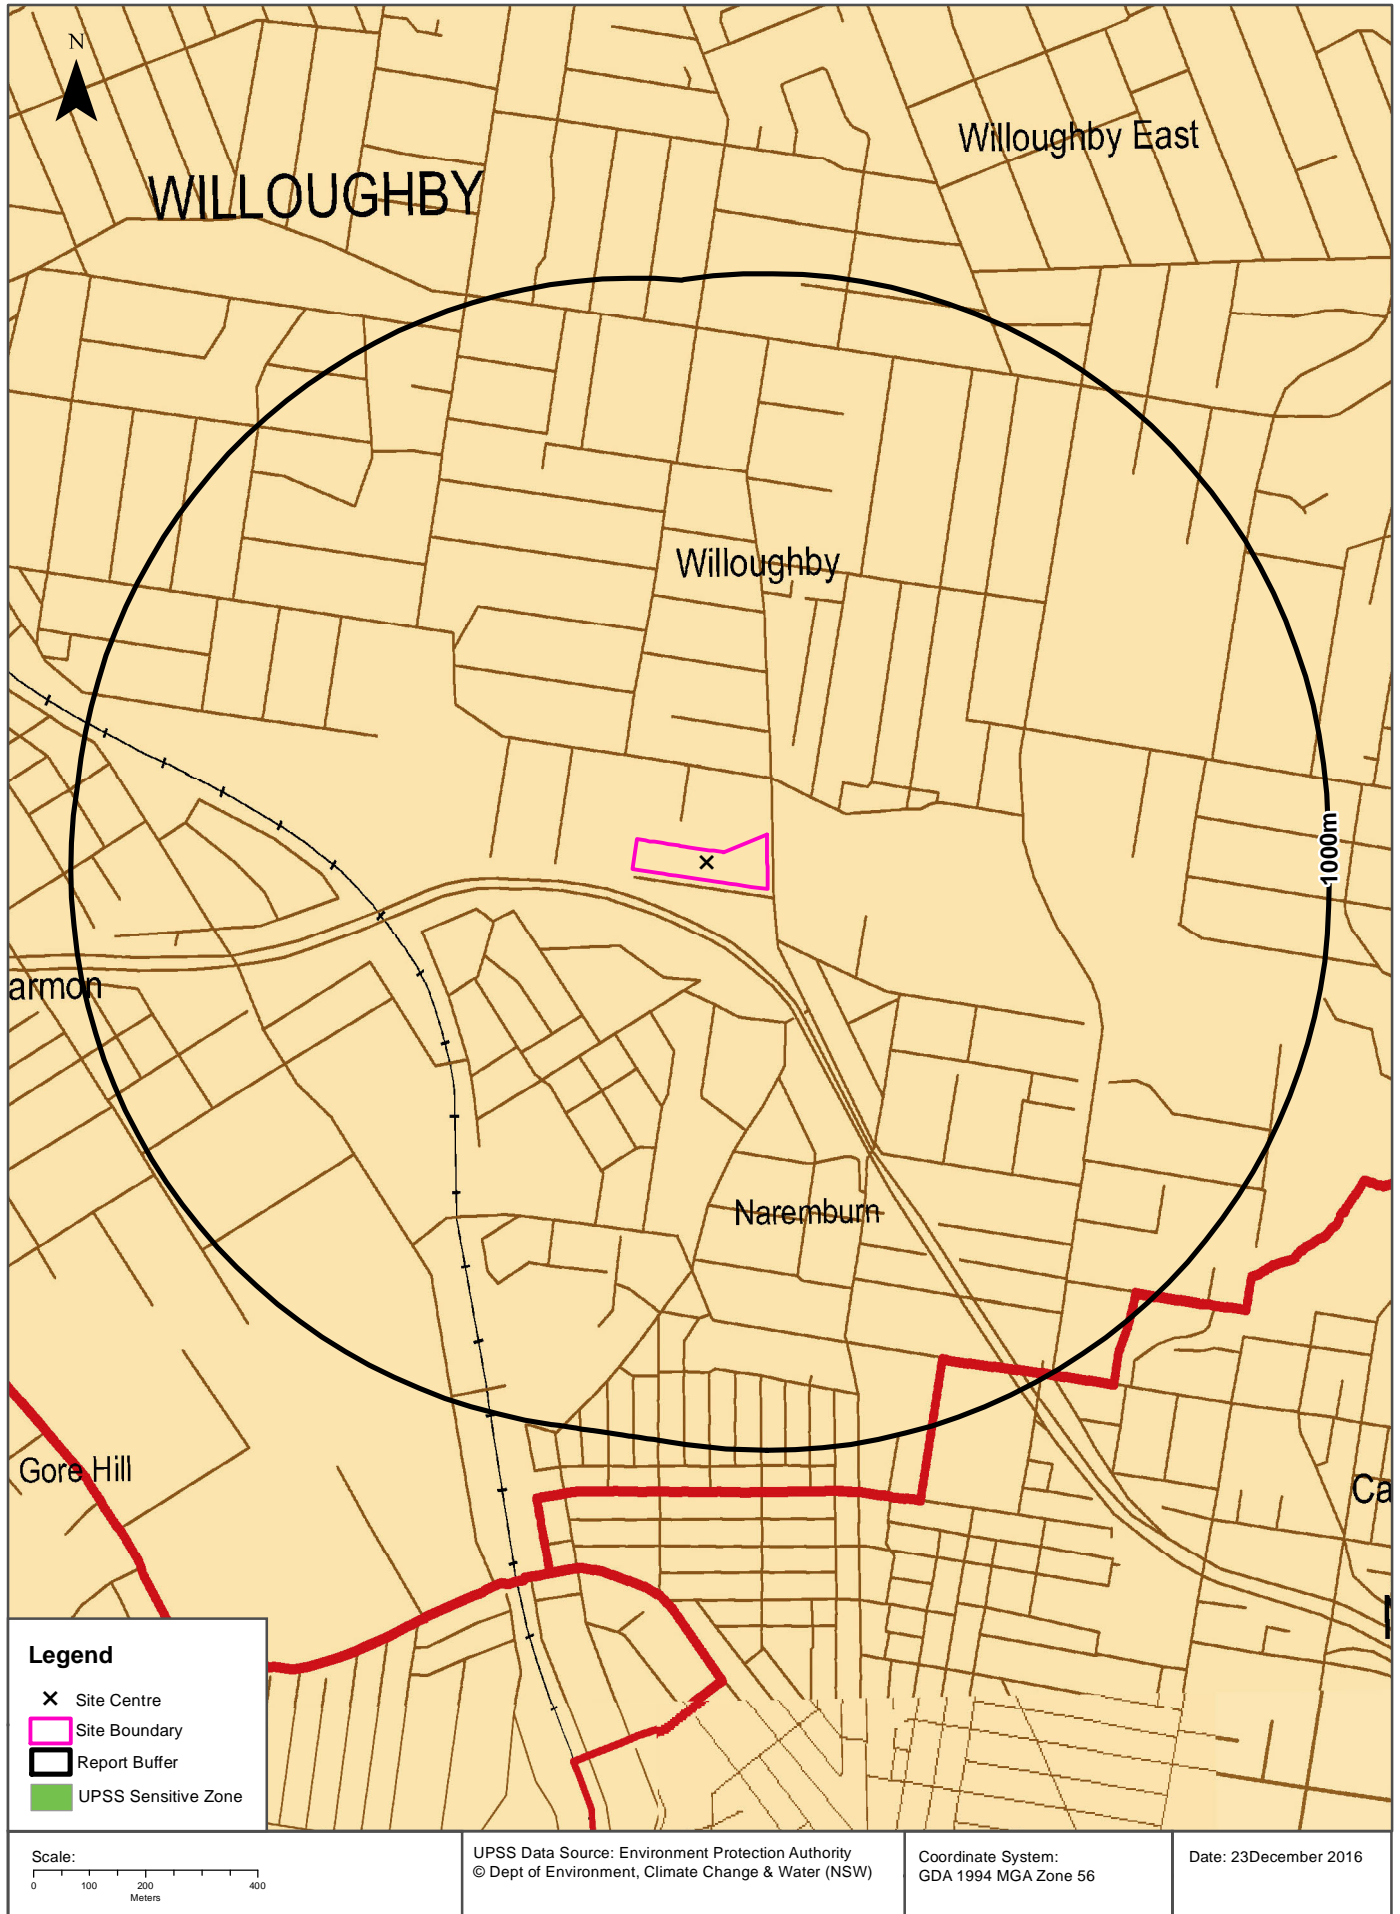 N
WILLOUGHBY
Willoughby East
Willoughby
1000m
armon
Naremburn
Gore Hill
Ca
Legend
Site Centre
Site Boundary
Report Buffer
UPSS Sensitive Zone
Scale:
0 100 200 400
Meters
UPSS Data Source: Environment Protection Authority
© Dept of Environment, Climate Change & Water (NSW)
Coordinate System:
GDA 1994 MGA Zone 56
Date: 23December 2016